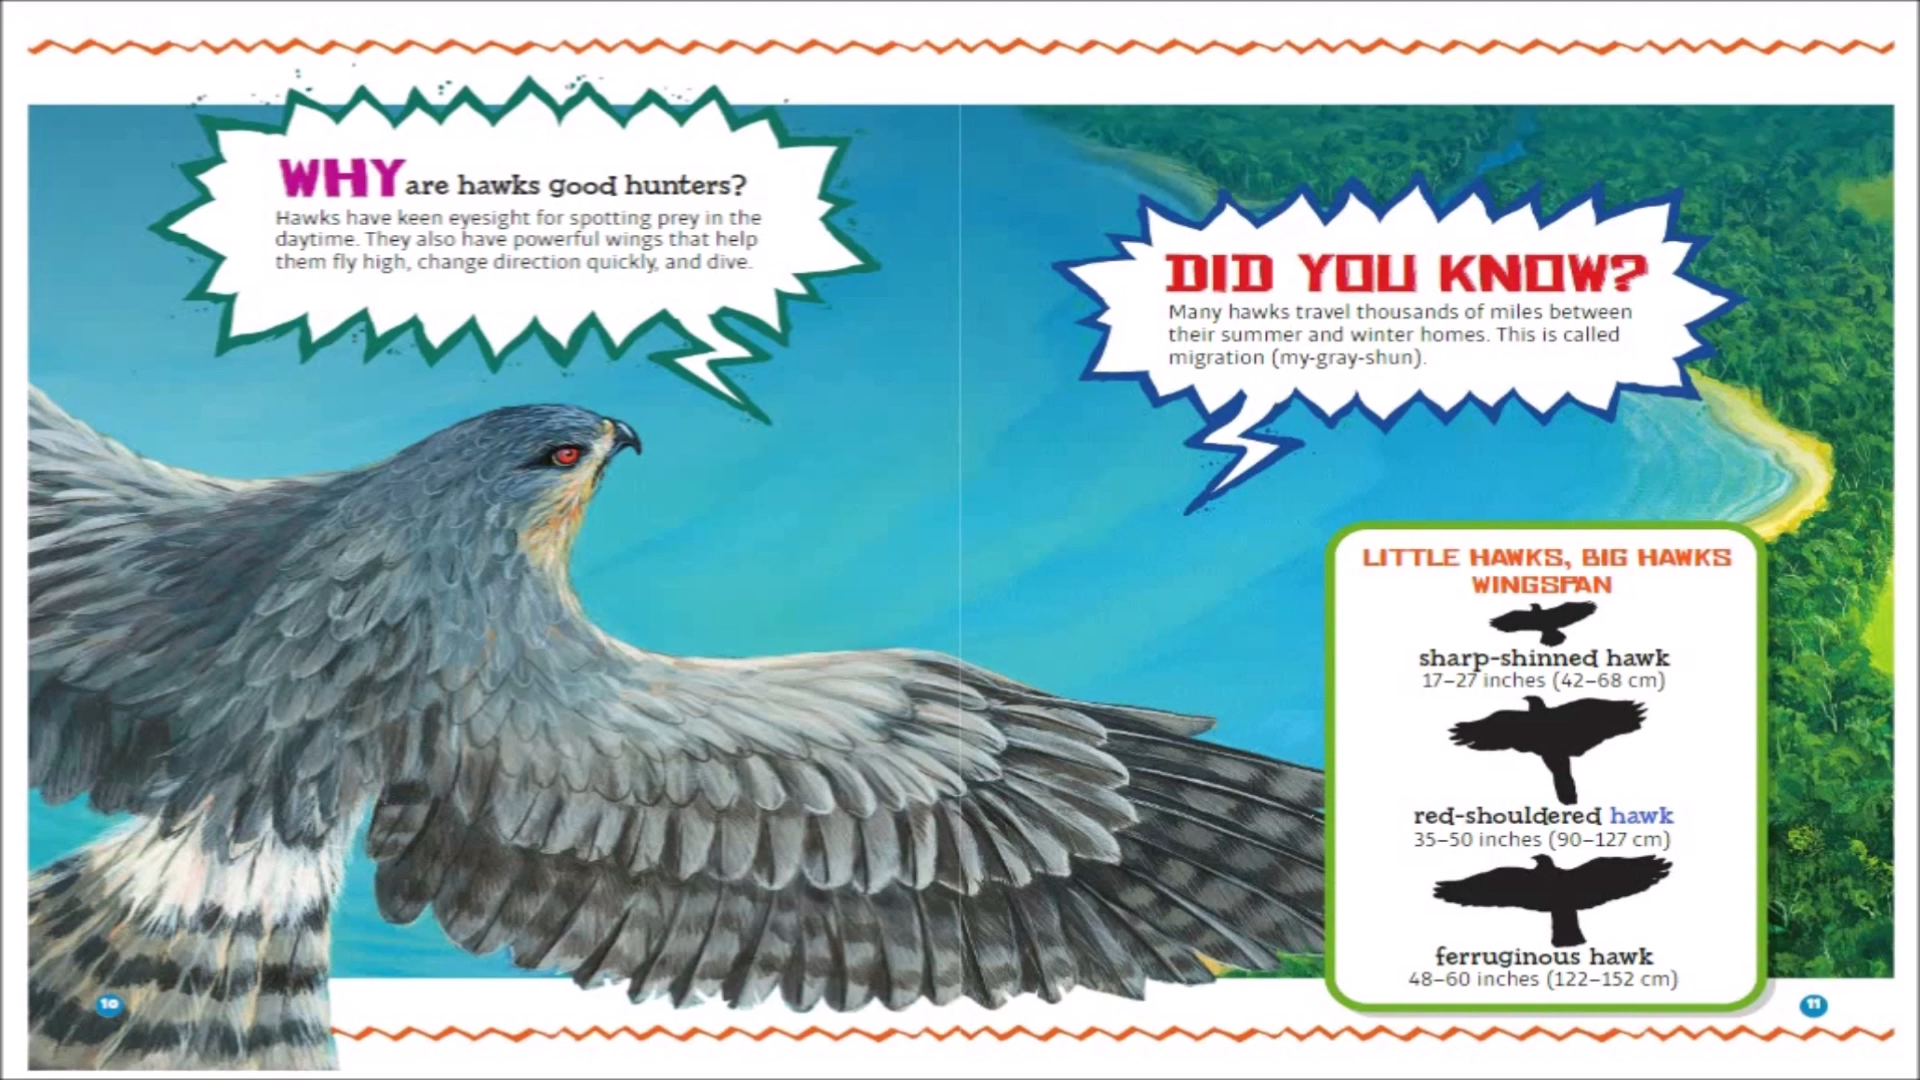 WHY are hawks good hunters?
Hawks have keen eyesight for spotting prey in the
daytime. They also have powerful wings that help
them fly high, change direction quickly, and dive.
DID YOU KNOW?
Many hawks travel thousands of miles between
their summer and winter homes. This is called
migration (my-gray-shun).
LITTLE HAWKS, BIG HAWKS
WINGSPAN
sharp-shinned hawk
17–27 inches (42–68 cm)
red-shouldered hawk
35–50 inches (90–127 cm)
ferruginous hawk
48–60 inches (122–152 cm)
10
11